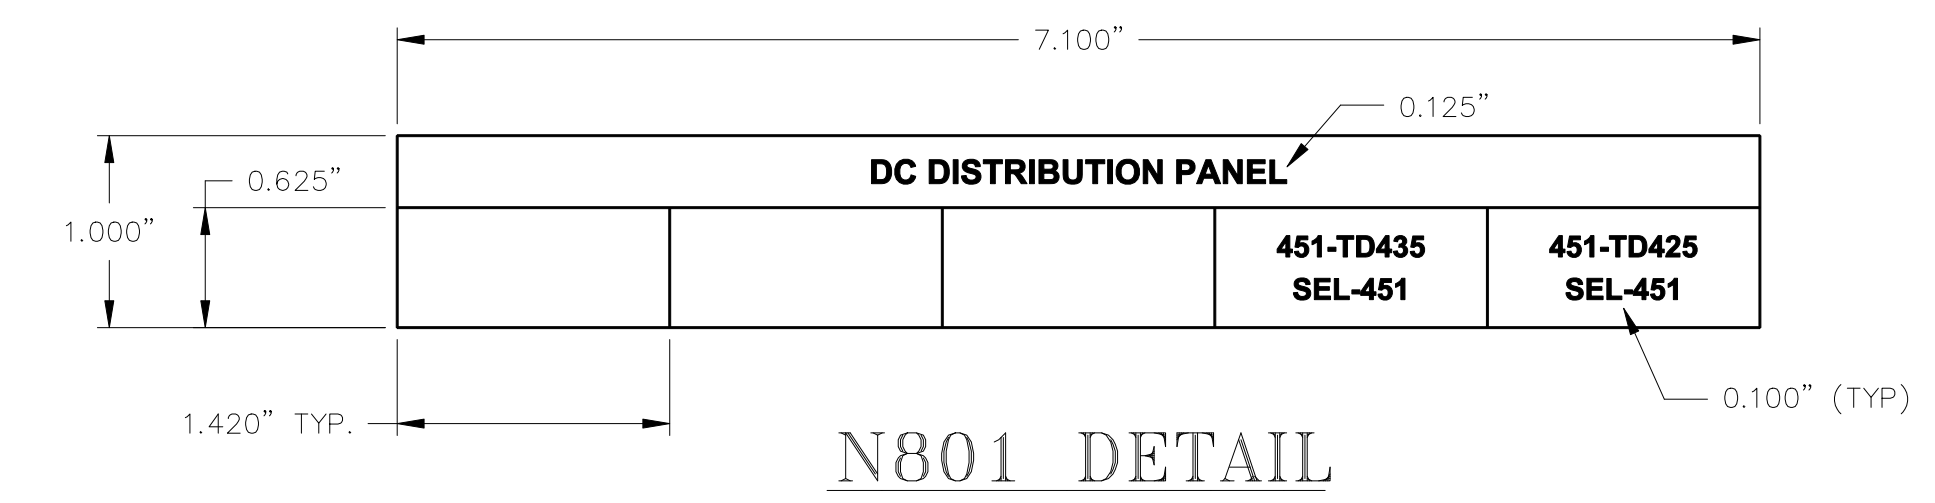 7.100”
0.125”
DC DISTRIBUTION PANEL
0.625”
1.000”
451-TD435
SEL-451
451-TD425
SEL-451
0.100” (TYP)
1.420” TYP.
N801 DETAIL